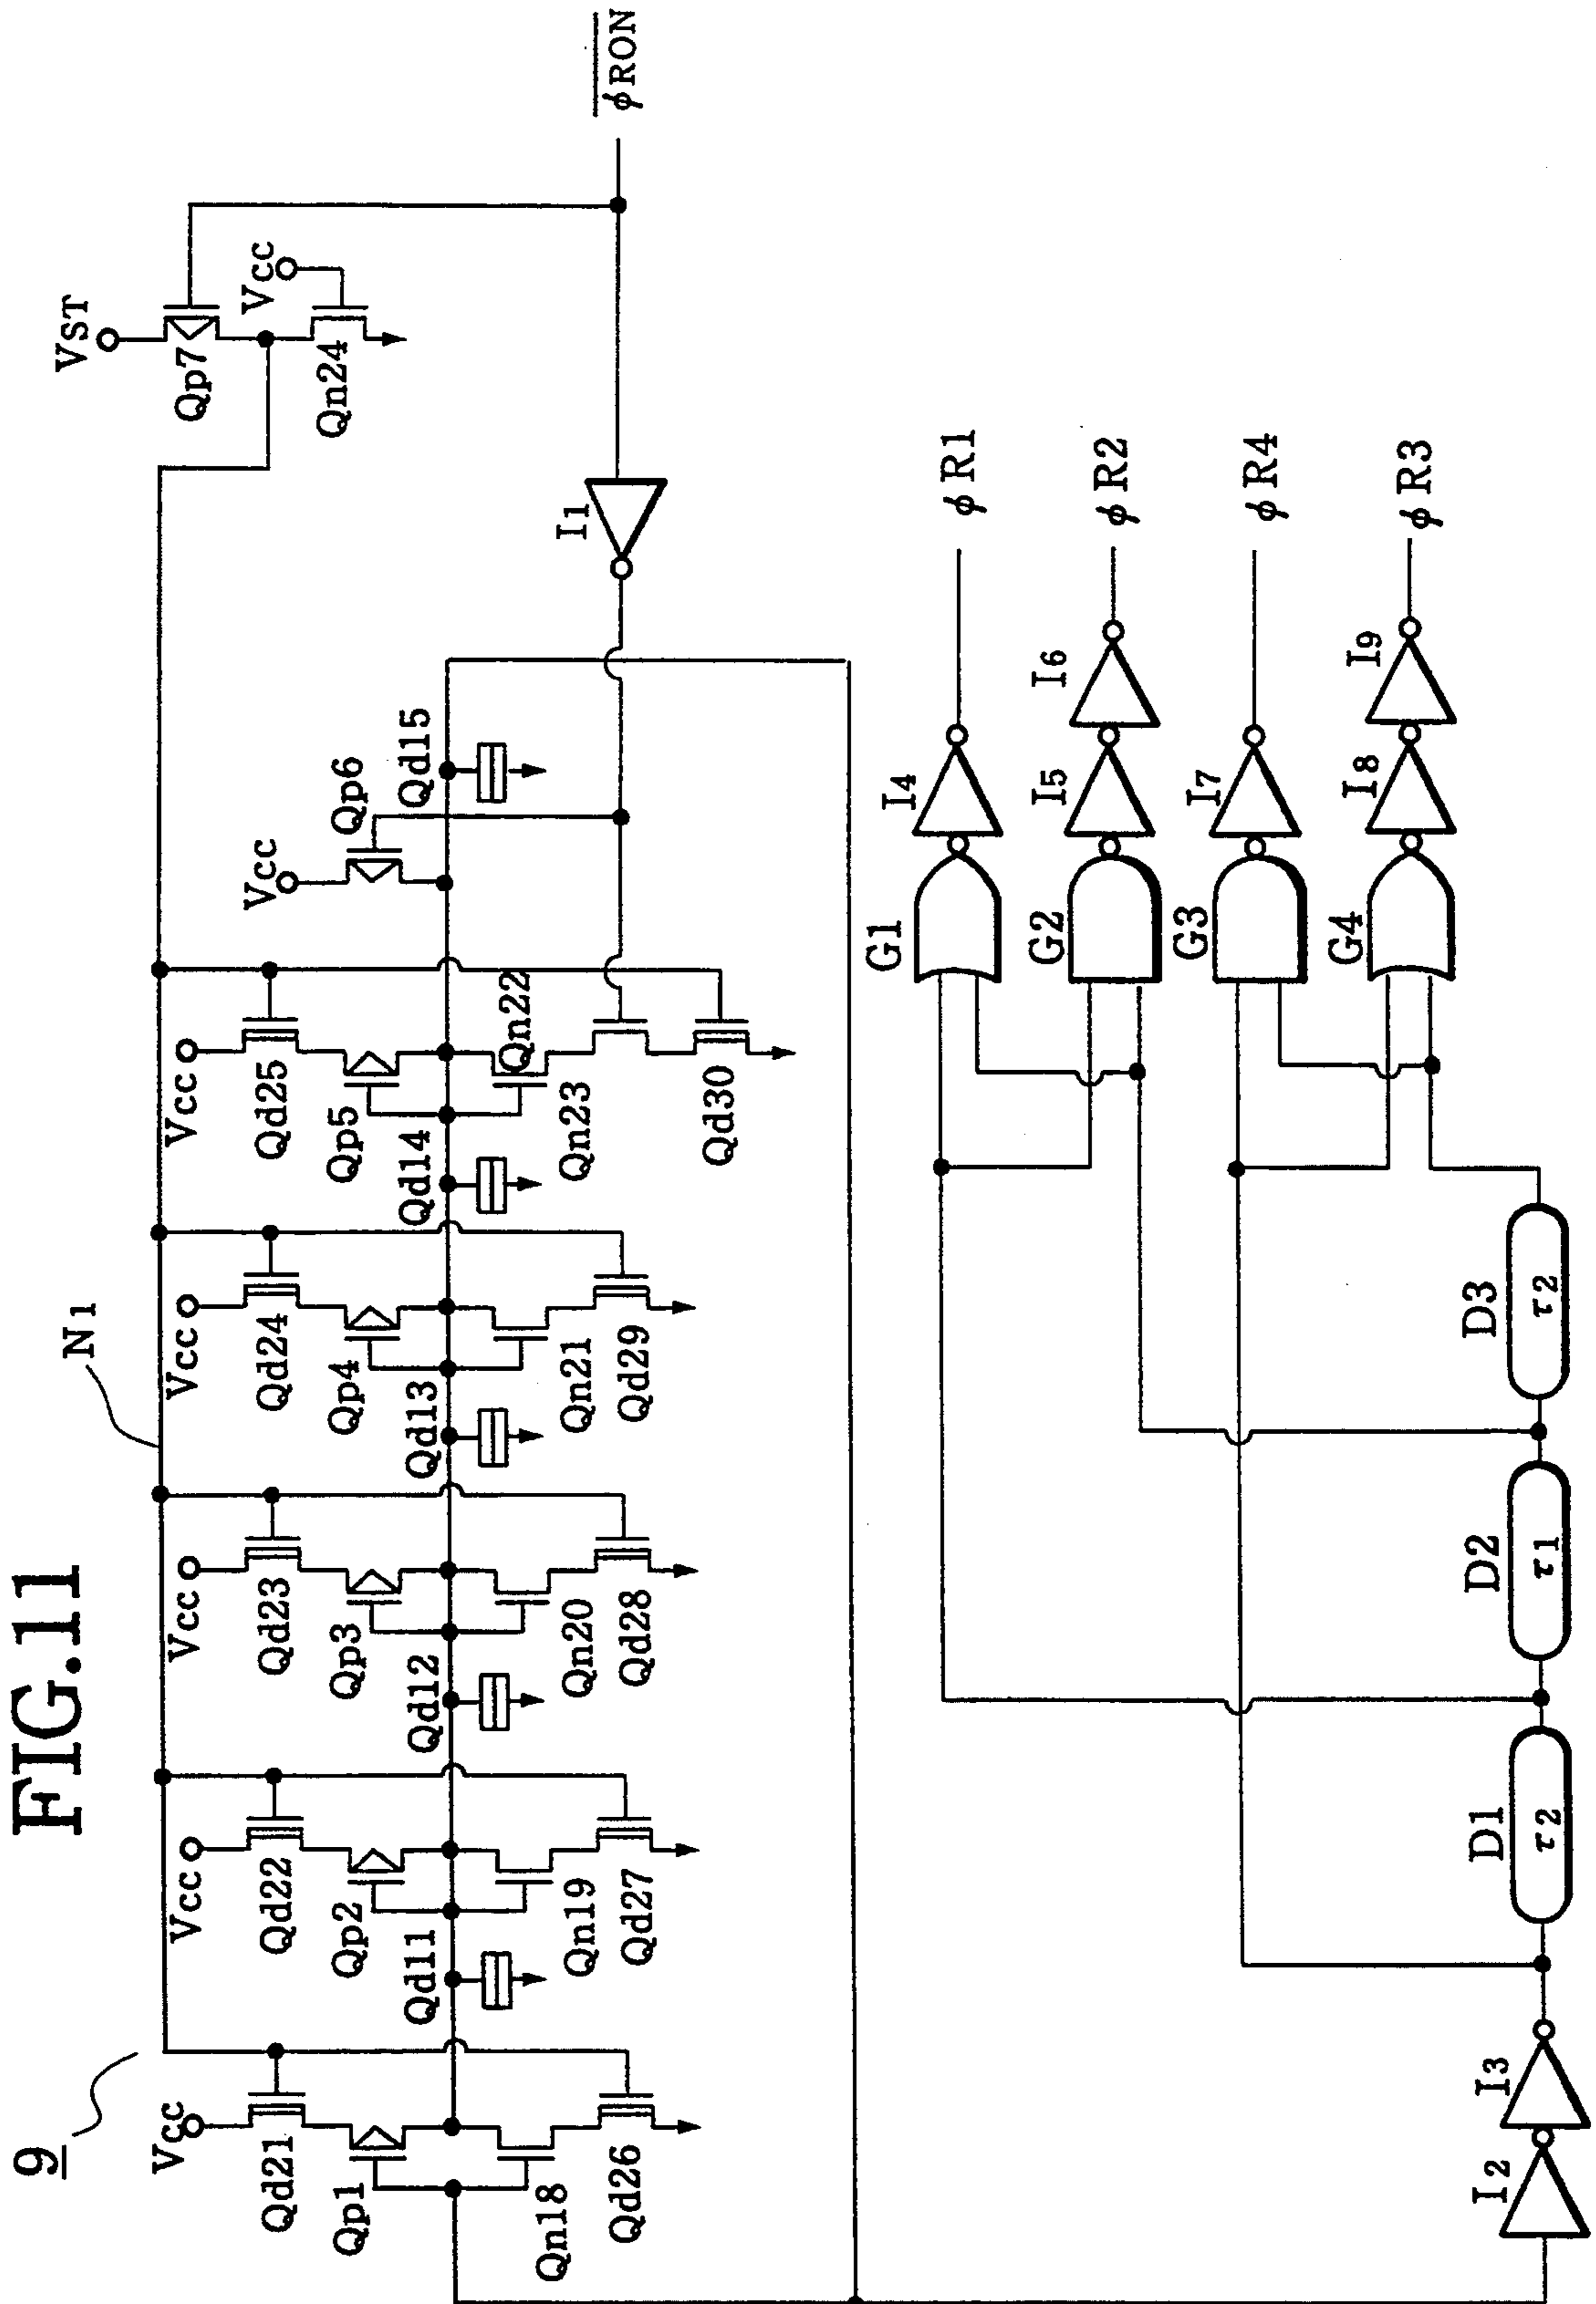 FIG.11
9
N1
VST
Qp7
Vcc
Qn24
φRON
I1
Vcc
Qd21
Qp1
Qn18
Qd26
Qd11
Vcc
Qd22
Qp2
Qn19
Qd27
Qd12
Vcc
Qd23
Qp3
Qn20
Qd28
Qd13
Vcc
Qd24
Qp4
Qn21
Qd29
Qd14
Vcc
Qd25
Qp5
Qn22
Qn23
Qd30
Vcc
Qp6
Qd15
G1
I4
φR1
G2
I5
I6
φR2
G3
I7
φR4
G4
I8
I9
φR3
I2
I3
D1
τ2
D2
τ1
D3
τ2